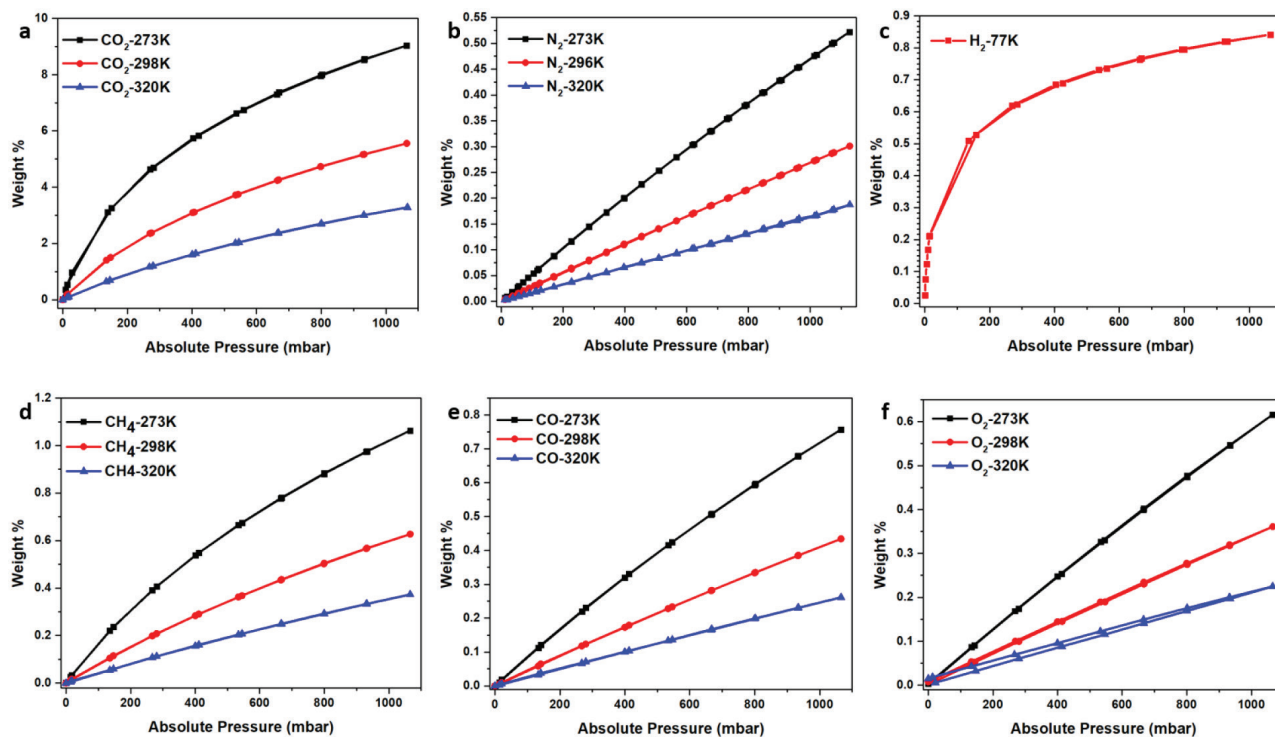 a
CO2-273K
CO2-298K
CO2-320K
10
8
6
4
2
0
Weight %
0 200 400 600 800 1000
Absolute Pressure (mbar)
b
N2-273K
N2-296K
N2-320K
0.55
0.50
0.45
0.40
0.35
0.30
0.25
0.20
0.15
0.10
0.05
0.00
Weight %
0 200 400 600 800 1000
Absolute Pressure (mbar)
c
H2-77K
0.9
0.8
0.7
0.6
0.5
0.4
0.3
0.2
0.1
0.0
Weight %
0 200 400 600 800 1000
Absolute Pressure (mbar)
d
CH4-273K
CH4-298K
CH4-320K
1.2
1.0
0.8
0.6
0.4
0.2
0.0
Weight %
0 200 400 600 800 1000
Absolute Pressure (mbar)
e
CO-273K
CO-298K
CO-320K
0.8
0.7
0.6
0.5
0.4
0.3
0.2
0.1
0.0
Weight %
0 200 400 600 800 1000
Absolute Pressure (mbar)
f
O2-273K
O2-298K
O2-320K
0.6
0.5
0.4
0.3
0.2
0.1
0.0
Weight %
0 200 400 600 800 1000
Absolute Pressure (mbar)